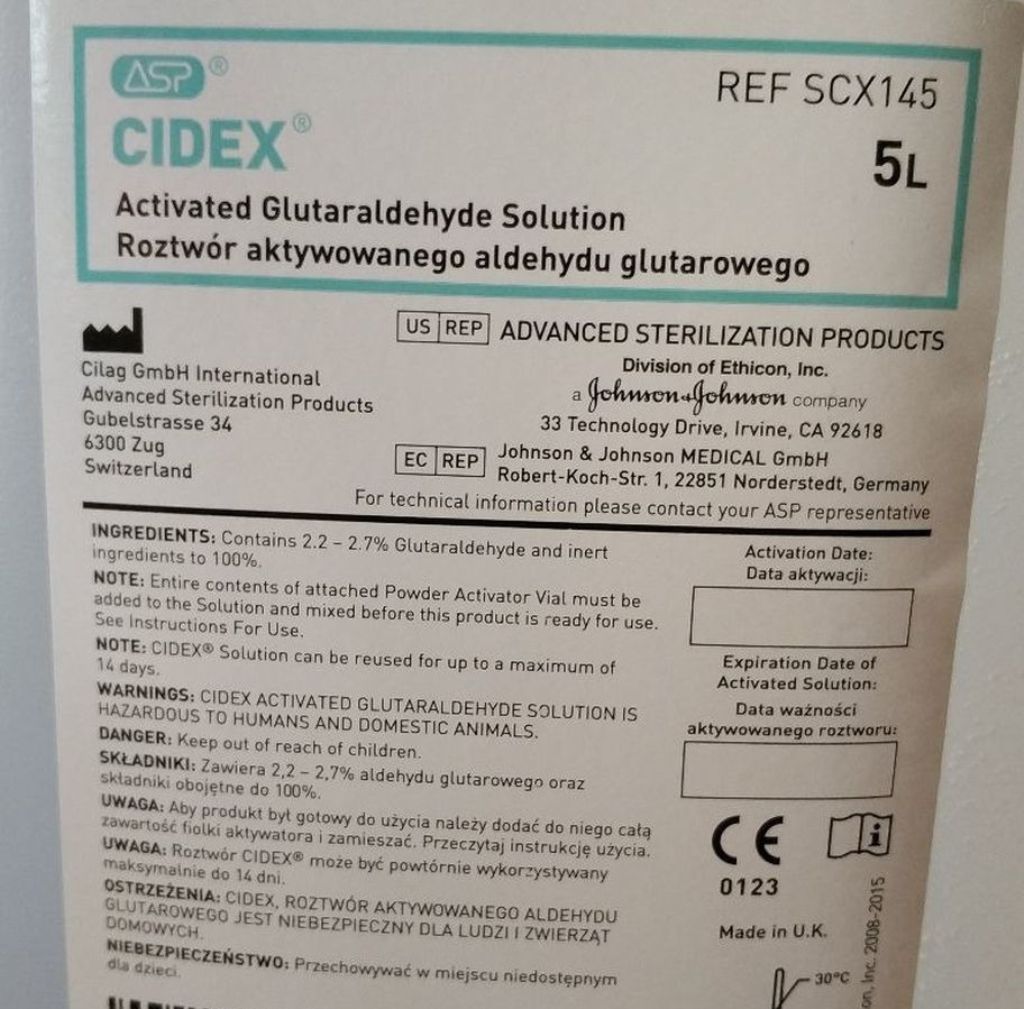 ASP®
REF SCX145
CIDEX®
5L
Activated Glutaraldehyde Solution
Roztwór aktywowanego aldehydu glutarowego
Cilag GmbH International
Advanced Sterilization Products
Gubelstrasse 34
6300 Zug
Switzerland
US REP ADVANCED STERILIZATION PRODUCTS
Division of Ethicon, Inc.
a Johnson&Johnson company
33 Technology Drive, Irvine, CA 92618
EC REP Johnson & Johnson MEDICAL GmbH
Robert-Koch-Str. 1, 22851 Norderstedt, Germany
For technical information please contact your ASP representative
INGREDIENTS: Contains 2.2 – 2.7% Glutaraldehyde and inert
ingredients to 100%.
NOTE: Entire contents of attached Powder Activator Vial must be
added to the Solution and mixed before this product is ready for use.
See Instructions For Use.
NOTE: CIDEX® Solution can be reused for up to a maximum of
14 days.
WARNINGS: CIDEX ACTIVATED GLUTARALDEHYDE SOLUTION IS
HAZARDOUS TO HUMANS AND DOMESTIC ANIMALS.
DANGER: Keep out of reach of children.
SKŁADNIKI: Zawiera 2,2 – 2,7% aldehydu glutarowego oraz
składniki obojętne do 100%.
UWAGA: Aby produkt był gotowy do użycia należy dodać do niego całą
zawartość fiolki aktywatora i zamieszać. Przeczytaj instrukcję użycia.
UWAGA: Roztwór CIDEX® może być powtórnie wykorzystywany
maksymalnie do 14 dni.
OSTRZEŻENIA: CIDEX, ROZTWÓR AKTYWOWANEGO ALDEHYDU
GLUTAROWEGO JEST NIEBEZPIECZNY DLA LUDZI I ZWIERZĄT
DOMOWYCH.
NIEBEZPIECZEŃSTWO: Przechowywać w miejscu niedostępnym
dla dzieci.
Activation Date:
Data aktywacji:
Expiration Date of
Activated Solution:
Data ważności
aktywowanego roztworu:
CE
0123
Made in U.K.
30°C
on, Inc. 2008-2015